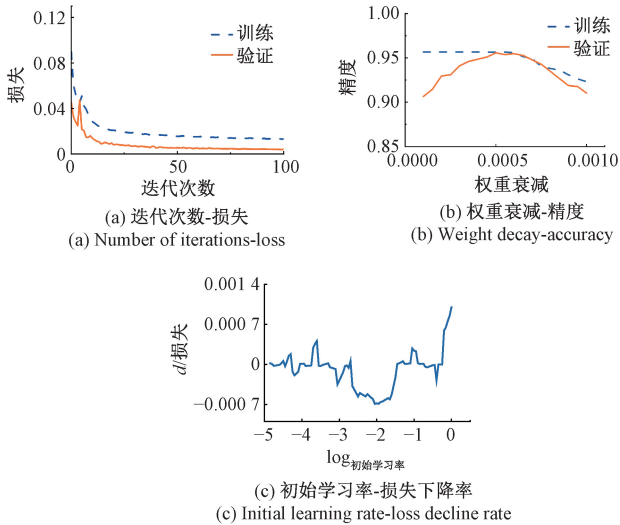 0.12
0.08
0.04
0
损失
训练
验证
0
50
100
迭代次数
(a) 迭代次数-损失
(a) Number of iterations-loss
1.00
0.95
0.90
0.85
精度
训练
验证
0.0000
0.0005
0.0010
权重衰减
(b) 权重衰减-精度
(b) Weight decay-accuracy
0.001 4
0.000 7
0
−0.000 7
d/损失
−5
−4
−3
−2
−1
0
log初始学习率
(c) 初始学习率-损失下降率
(c) Initial learning rate-loss decline rate